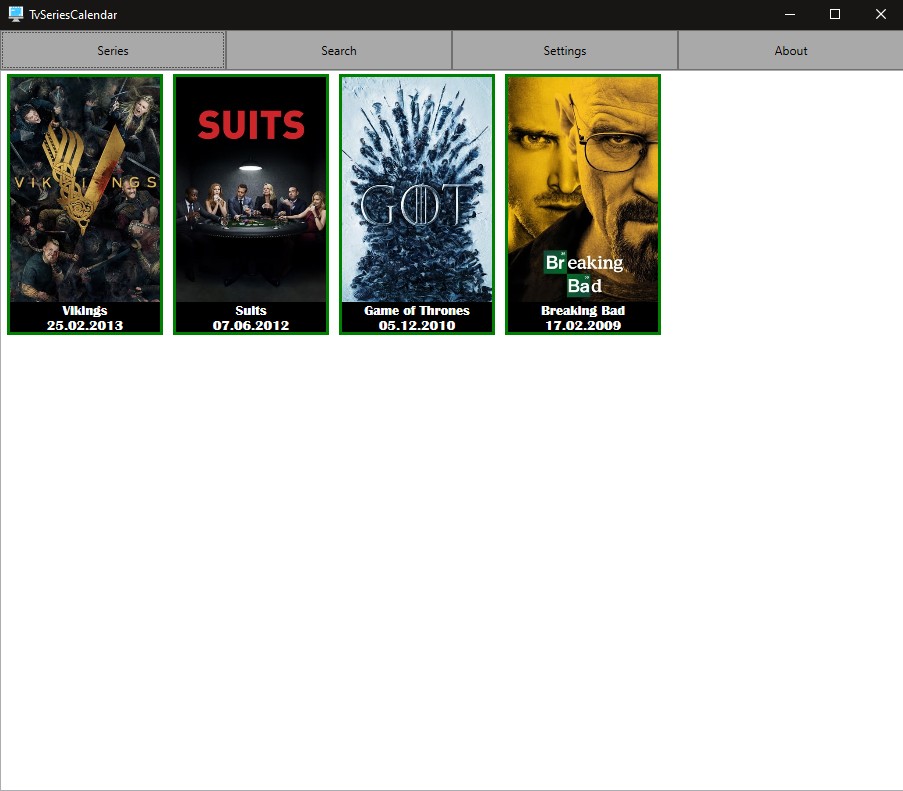 TvSeriesCalendar
Series
Search
Settings
About
VIKINGS
SUITS
GOT
Breaking
Bad
Vikings
25.02.2013
Suits
07.06.2012
Game of Thrones
05.12.2010
Breaking Bad
17.02.2009